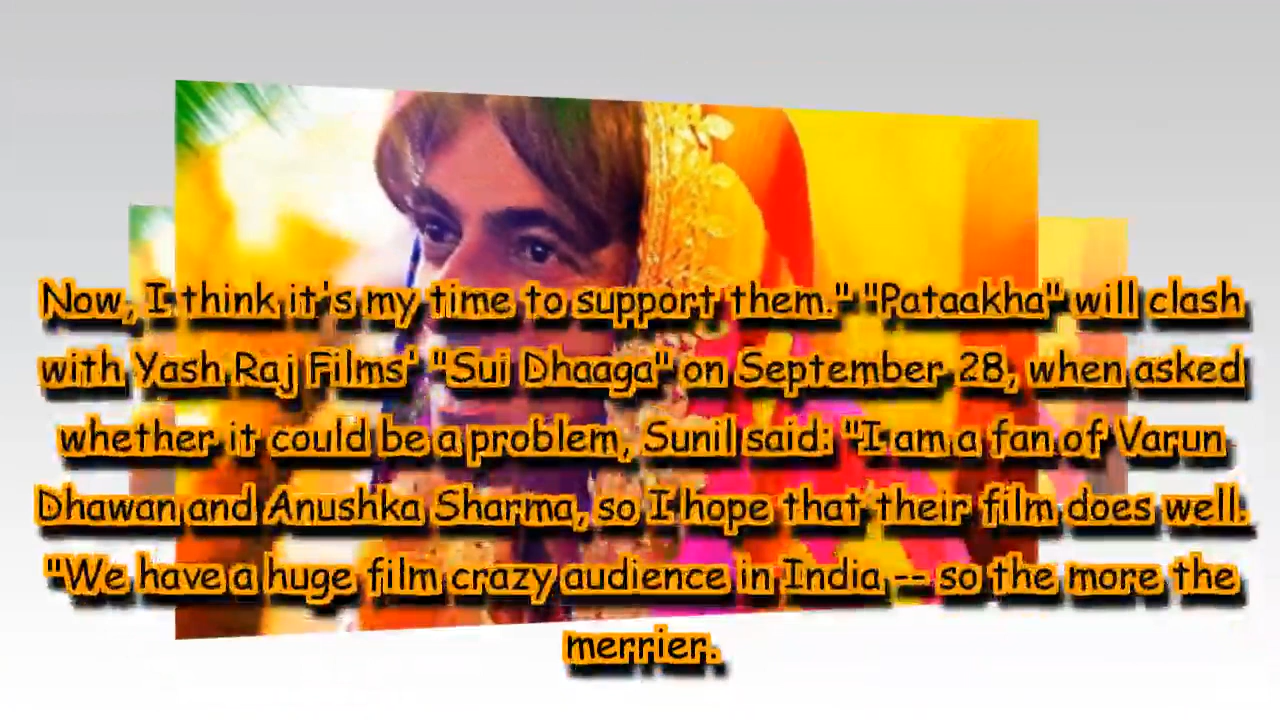 Now, I think it's my time to support them." "Pataakha" will clash
with Yash Raj Films' "Sui Dhaaga" on September 28, when asked
whether it could be a problem, Sunil said: "I am a fan of Varun
Dhawan and Anushka Sharma, so I hope that their film does well.
"We have a huge film crazy audience in India -- so the more the
merrier.